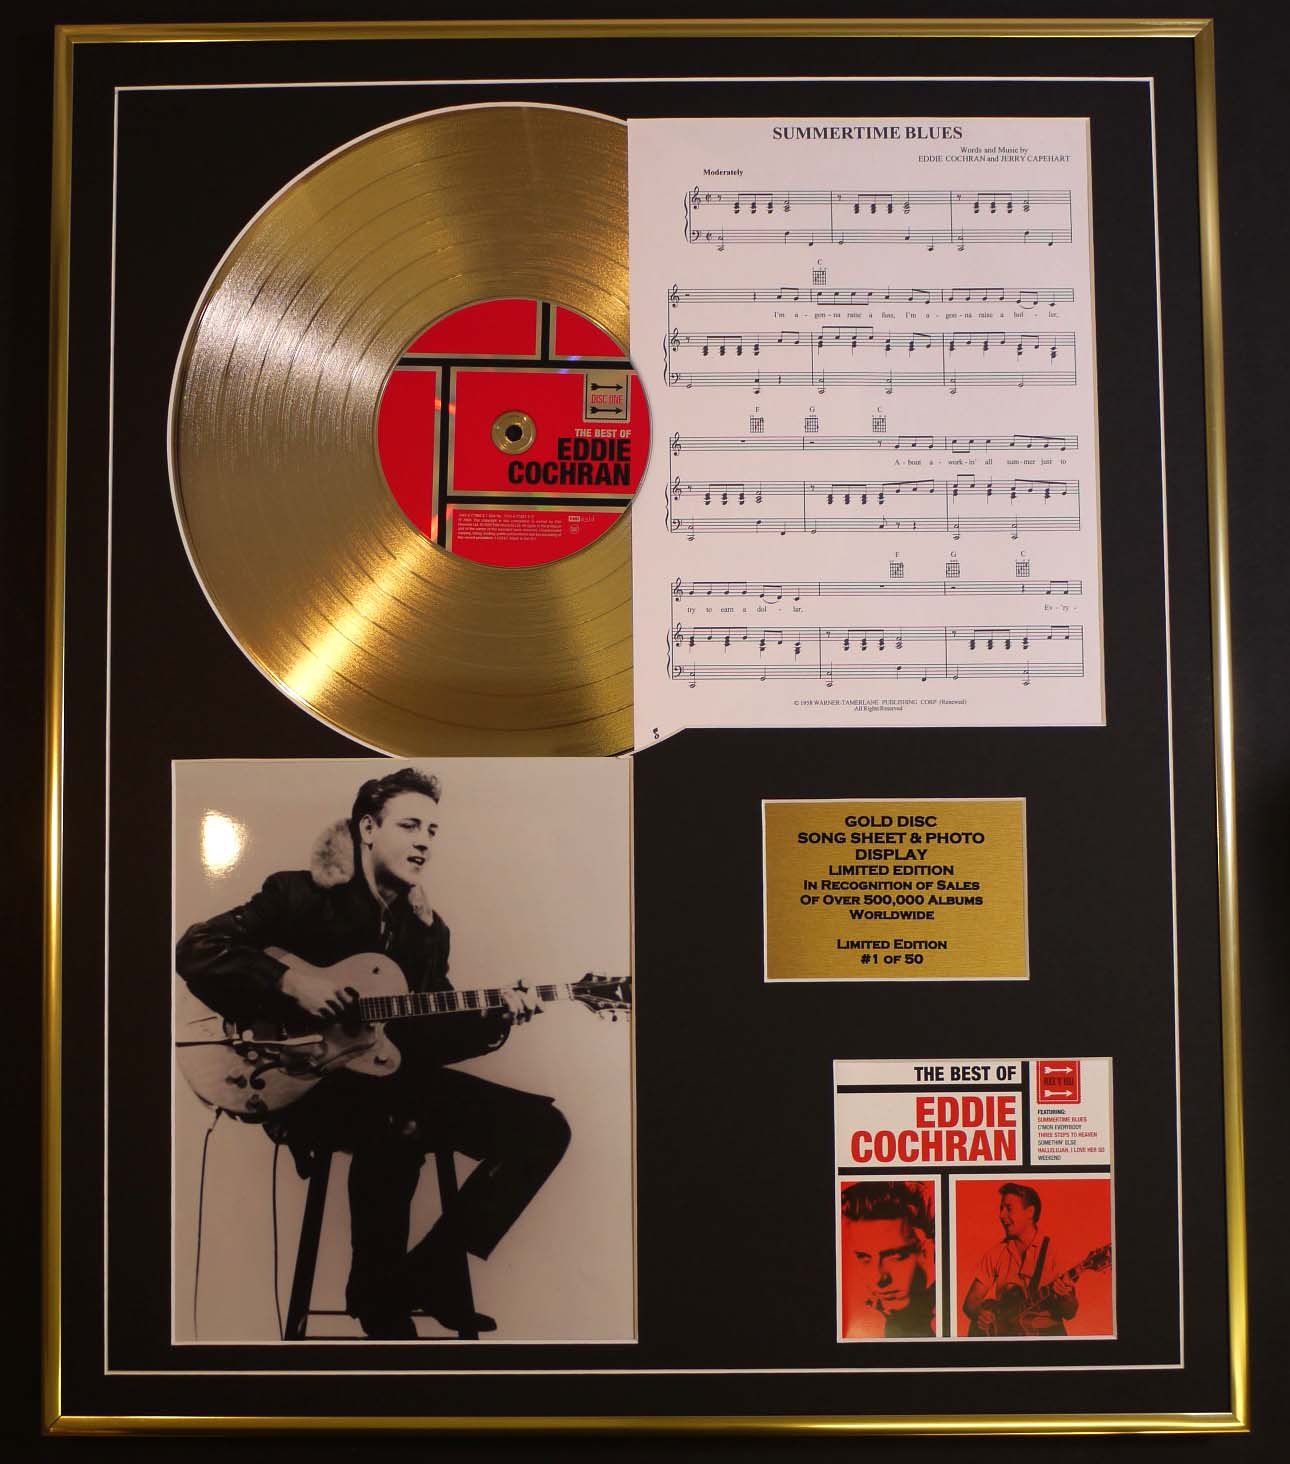 SUMMERTIME BLUES
Words and Music by
EDDIE COCHRAN and JERRY CAPEHART
Moderately
C
I'm a - gon - na raise a fuss, I'm a - gon - na raise a hol - ler,
F G C
A - bout a - work - in' all sum - mer just to
F G C
try to earn a dol - lar, Ev - 'ry -
© 1958 WARNER-TAMERLANE PUBLISHING CORP (Renewed)
All Rights Reserved
DISC ONE
THE BEST OF
EDDIE
COCHRAN
EMI gold
GOLD DISC
SONG SHEET & PHOTO
DISPLAY
LIMITED EDITION
IN RECOGNITION OF SALES
OF OVER 500,000 ALBUMS
WORLDWIDE
LIMITED EDITION
#1 OF 50
THE BEST OF
EDDIE
COCHRAN
ROCK 'N' ROLL
FEATURING:
SUMMERTIME BLUES
C'MON EVERYBODY
THREE STEPS TO HEAVEN
SOMETHIN' ELSE
HALLELUJAH, I LOVE HER SO
WEEKEND